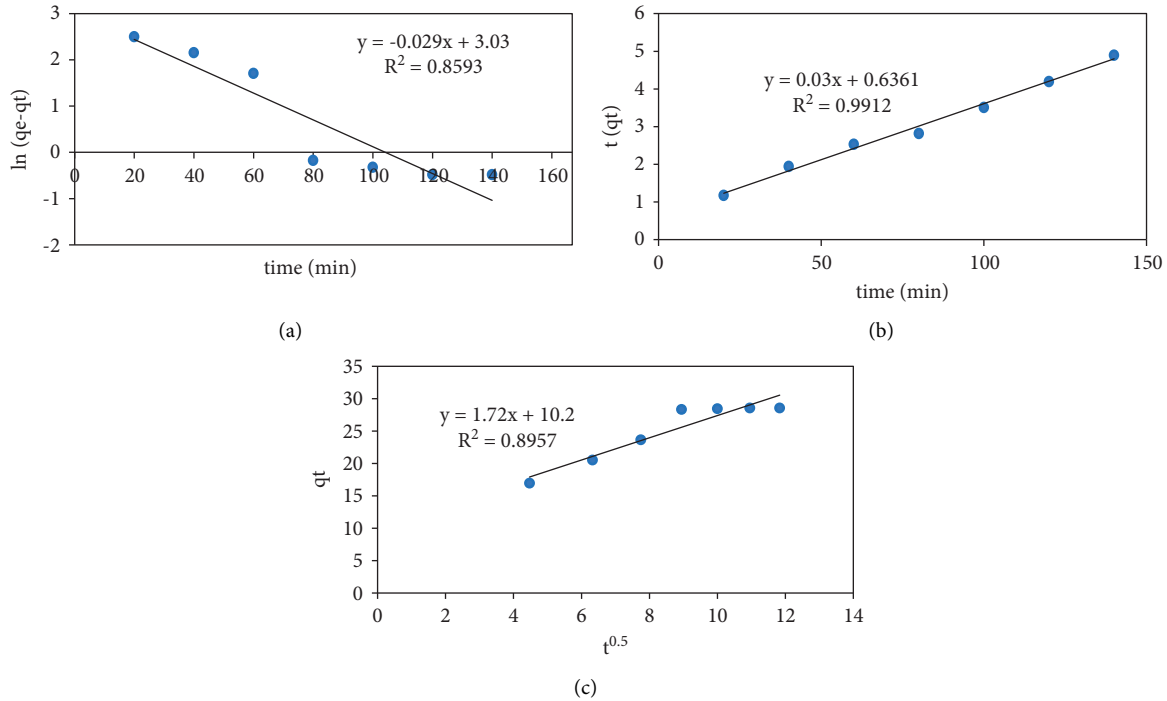 3
2
1
0
-1
-2
0 20 40 60 80 100 120 140 160
ln (qe-qt)
time (min)
y = -0.029x + 3.03
R² = 0.8593
(a)
6
5
4
3
2
1
0
0 50 100 150
t (qt)
time (min)
y = 0.03x + 0.6361
R² = 0.9912
(b)
35
30
25
20
15
10
5
0
0 2 4 6 8 10 12 14
qt
t^0.5
y = 1.72x + 10.2
R² = 0.8957
(c)